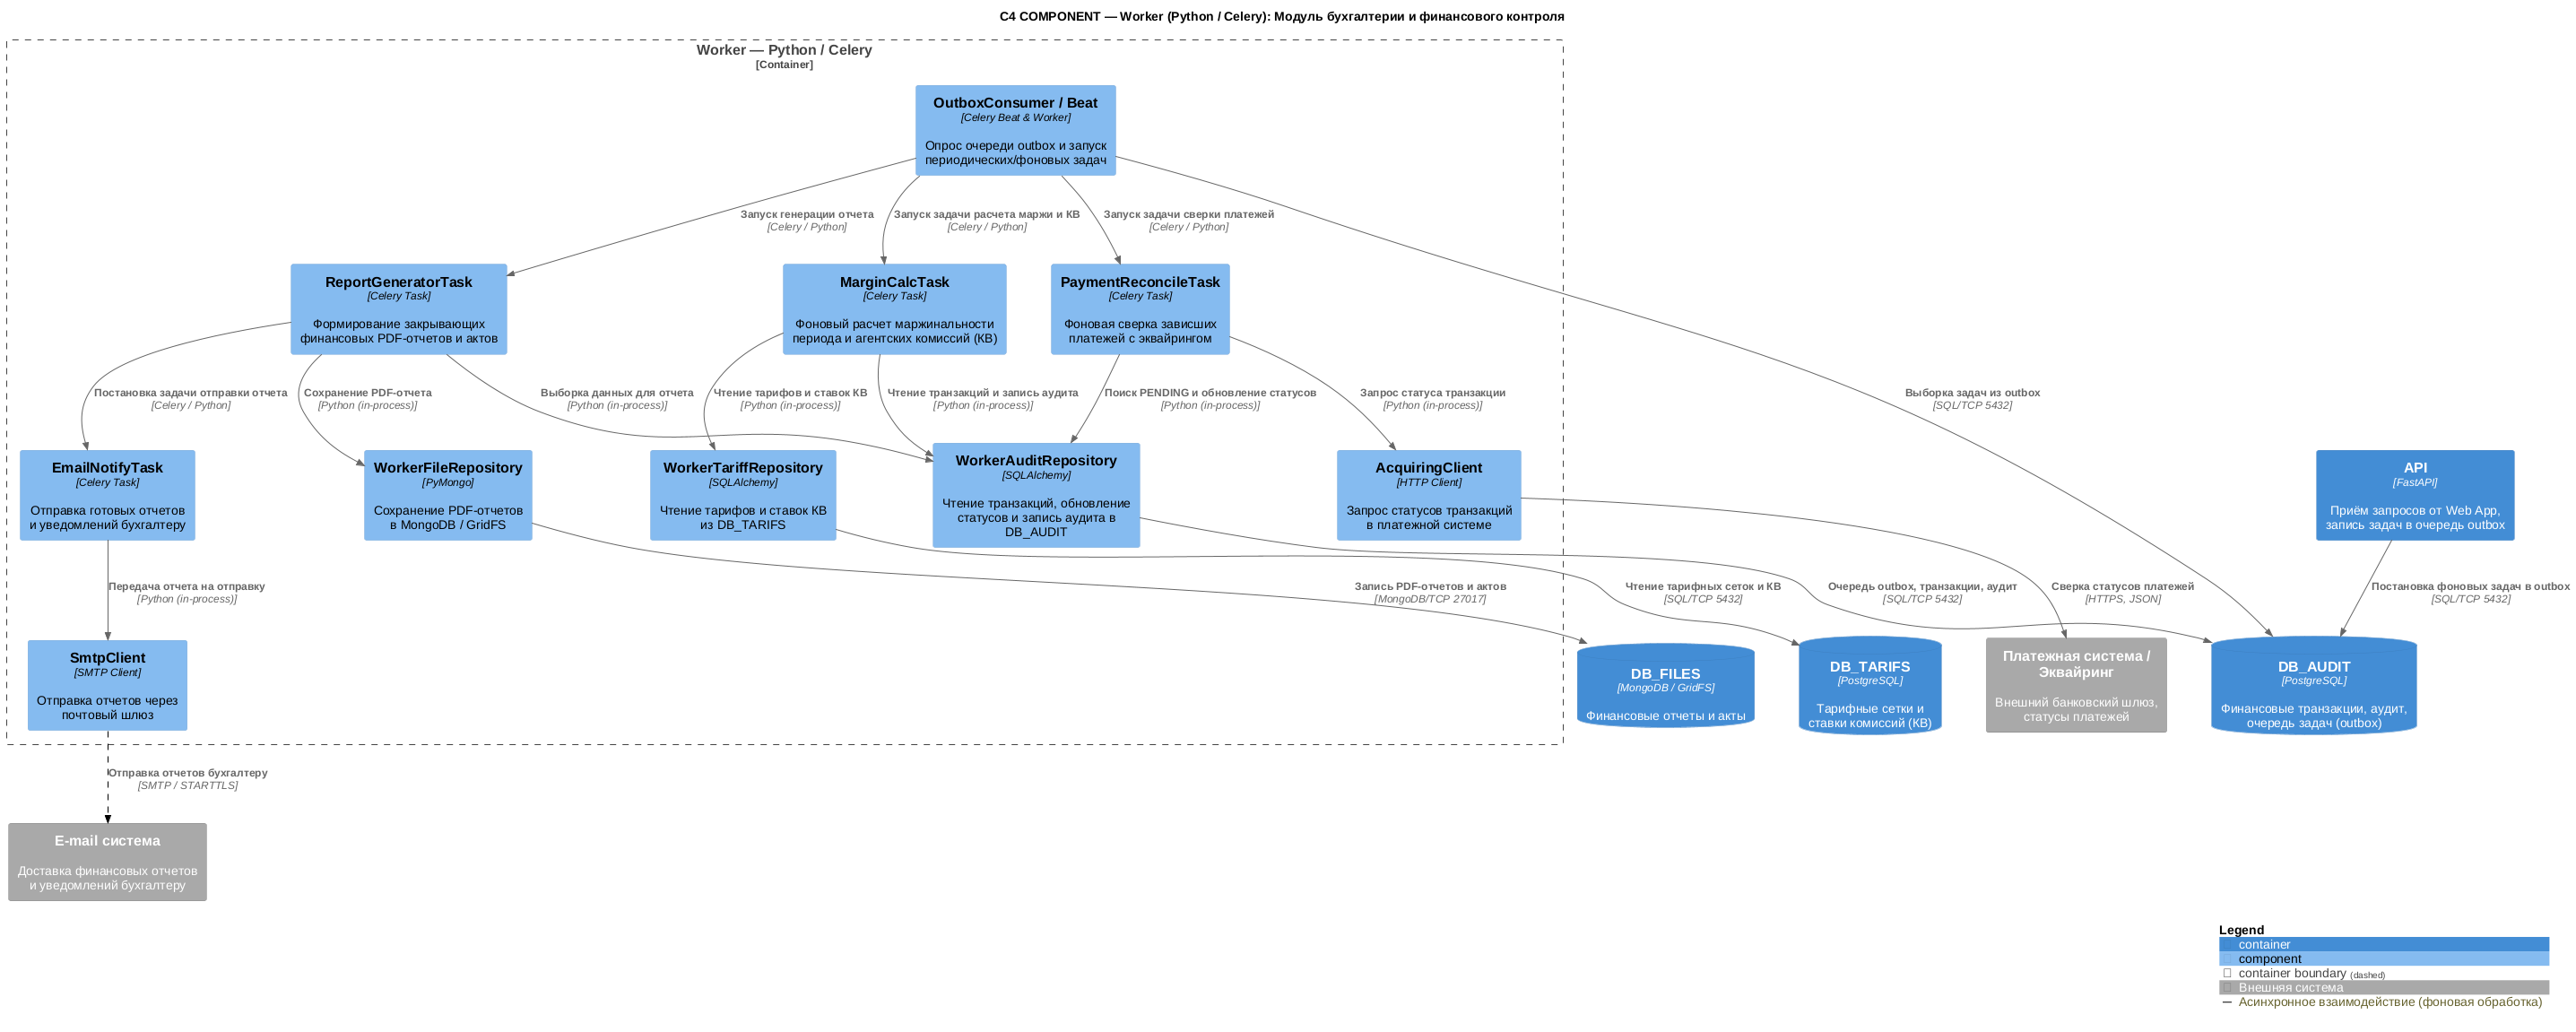 C4 COMPONENT — Worker (Python / Celery): Модуль бухгалтерии и финансового контроля
Worker — Python / Celery
[Container]
OutboxConsumer / Beat
[Celery Beat & Worker]
Опрос очереди outbox и запуск
периодических/фоновых задач
Запуск генерации отчета
[Celery / Python]
Запуск задачи расчета маржи и КВ
[Celery / Python]
Запуск задачи сверки платежей
[Celery / Python]
ReportGeneratorTask
[Celery Task]
Формирование закрывающих
финансовых PDF-отчетов и актов
MarginCalcTask
[Celery Task]
Фоновый расчет маржинальности
периода и агентских комиссий (КВ)
PaymentReconcileTask
[Celery Task]
Фоновая сверка зависших
платежей с эквайрингом
Постановка задачи отправки отчета
[Celery / Python]
Сохранение PDF-отчета
[Python (in-process)]
Выборка данных для отчета
[Python (in-process)]
Чтение тарифов и ставок КВ
[Python (in-process)]
Чтение транзакций и запись аудита
[Python (in-process)]
Поиск PENDING и обновление статусов
[Python (in-process)]
Запрос статуса транзакции
[Python (in-process)]
Выборка задач из outbox
[SQL/TCP 5432]
EmailNotifyTask
[Celery Task]
Отправка готовых отчетов
и уведомлений бухгалтеру
WorkerFileRepository
[PyMongo]
Сохранение PDF-отчетов
в MongoDB / GridFS
WorkerTariffRepository
[SQLAlchemy]
Чтение тарифов и ставок КВ
из DB_TARIFS
WorkerAuditRepository
[SQLAlchemy]
Чтение транзакций, обновление
статусов и запись аудита в
DB_AUDIT
AcquiringClient
[HTTP Client]
Запрос статусов транзакций
в платежной системе
API
[FastAPI]
Приём запросов от Web App,
запись задач в очередь outbox
Передача отчета на отправку
[Python (in-process)]
Запись PDF-отчетов и актов
[MongoDB/TCP 27017]
Чтение тарифных сеток и КВ
[SQL/TCP 5432]
Очередь outbox, транзакции, аудит
[SQL/TCP 5432]
Сверка статусов платежей
[HTTPS, JSON]
Постановка фоновых задач в outbox
[SQL/TCP 5432]
SmtpClient
[SMTP Client]
Отправка отчетов через
почтовый шлюз
DB_FILES
[MongoDB / GridFS]
Финансовые отчеты и акты
DB_TARIFS
[PostgreSQL]
Тарифные сетки и
ставки комиссий (КВ)
Платежная система /
Эквайринг
Внешний банковский шлюз,
статусы платежей
DB_AUDIT
[PostgreSQL]
Финансовые транзакции, аудит,
очередь задач (outbox)
Отправка отчетов бухгалтеру
[SMTP / STARTTLS]
E-mail система
Доставка финансовых отчетов
и уведомлений бухгалтеру
Legend
container
component
container boundary (dashed)
Внешняя система
Асинхронное взаимодействие (фоновая обработка)